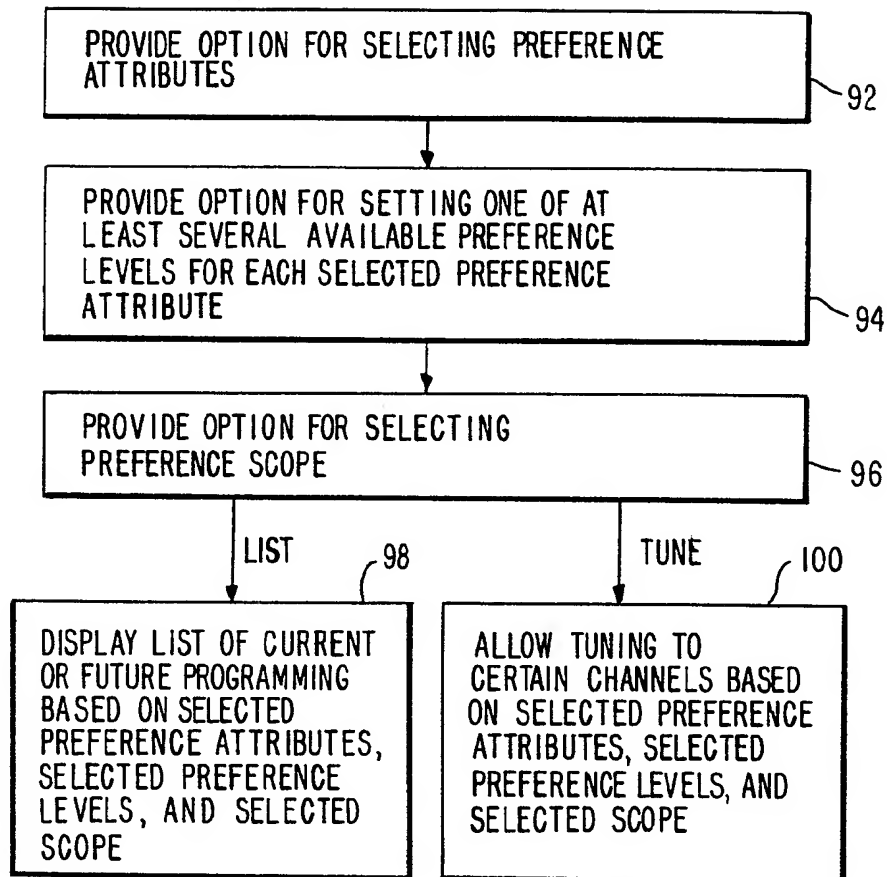 PROVIDE OPTION FOR SELECTING PREFERENCE
ATTRIBUTES
92
PROVIDE OPTION FOR SETTING ONE OF AT
LEAST SEVERAL AVAILABLE PREFERENCE
LEVELS FOR EACH SELECTED PREFERENCE
ATTRIBUTE
94
PROVIDE OPTION FOR SELECTING
PREFERENCE SCOPE
96
LIST
98
DISPLAY LIST OF CURRENT
OR FUTURE PROGRAMMING
BASED ON SELECTED
PREFERENCE ATTRIBUTES,
SELECTED PREFERENCE
LEVELS, AND SELECTED
SCOPE
TUNE
100
ALLOW TUNING TO
CERTAIN CHANNELS BASED
ON SELECTED PREFERENCE
ATTRIBUTES, SELECTED
PREFERENCE LEVELS, AND
SELECTED SCOPE